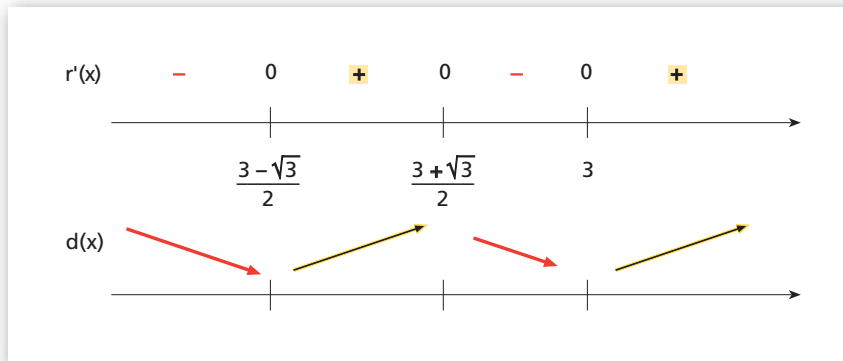 r'(x) − 0 + 0 − 0 +
(3 − √3)/2 (3 + √3)/2 3
d(x)